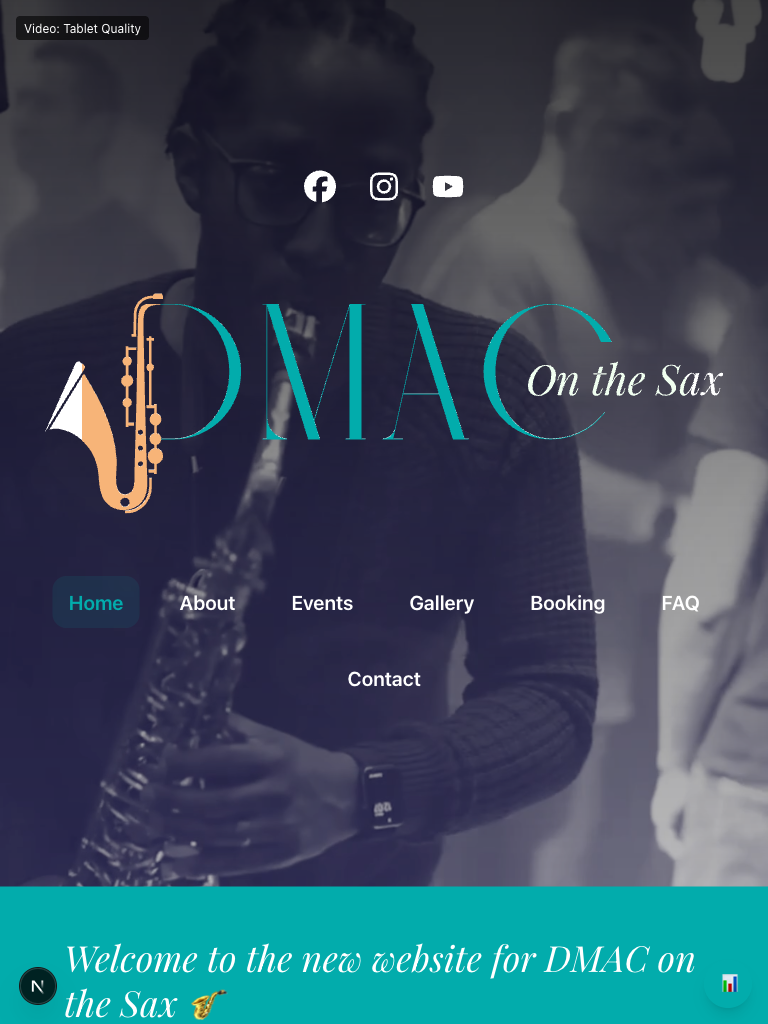 Video: Tablet Quality
DMAC
On the Sax
Home About Events Gallery Booking FAQ
Contact
Welcome to the new website for DMAC on
the Sax 🎷
N